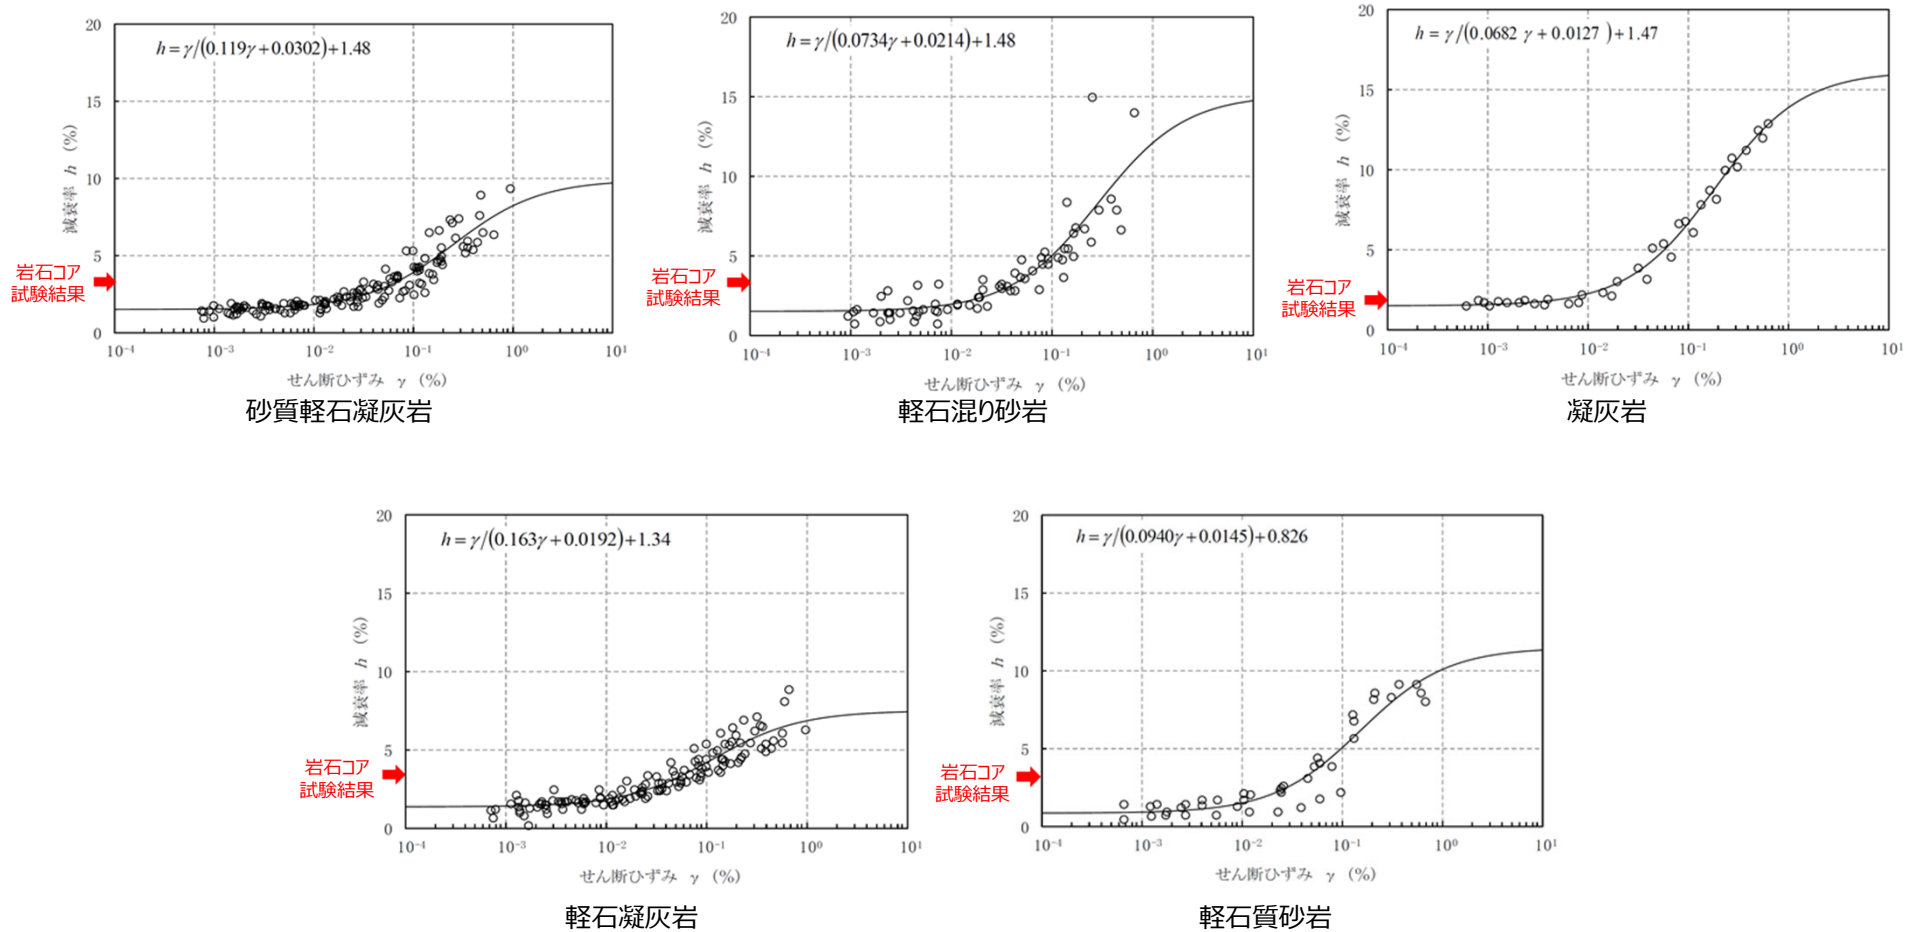 h=γ/(0.119γ+0.0302)+1.48
20
15
10
5
0
減衰率 h (%)
岩石コア
試験結果
10⁻⁴ 10⁻³ 10⁻² 10⁻¹ 10⁰ 10¹
せん断ひずみ γ (%)
砂質軽石凝灰岩
h=γ/(0.0734γ+0.0214)+1.48
20
15
10
5
0
減衰率 h (%)
岩石コア
試験結果
10⁻⁴ 10⁻³ 10⁻² 10⁻¹ 10⁰ 10¹
せん断ひずみ γ (%)
軽石混り砂岩
h=γ/(0.0682 γ+0.0127 )+1.47
20
15
10
5
0
減衰率 h (%)
岩石コア
試験結果
10⁻⁴ 10⁻³ 10⁻² 10⁻¹ 10⁰ 10¹
せん断ひずみ γ (%)
凝灰岩
h=γ/(0.163γ+0.0192)+1.34
20
15
10
5
0
減衰率 h (%)
岩石コア
試験結果
10⁻⁴ 10⁻³ 10⁻² 10⁻¹ 10⁰ 10¹
せん断ひずみ γ (%)
軽石凝灰岩
h=γ/(0.0940γ+0.0145)+0.826
20
15
10
5
0
減衰率 h (%)
岩石コア
試験結果
10⁻⁴ 10⁻³ 10⁻² 10⁻¹ 10⁰ 10¹
せん断ひずみ γ (%)
軽石質砂岩